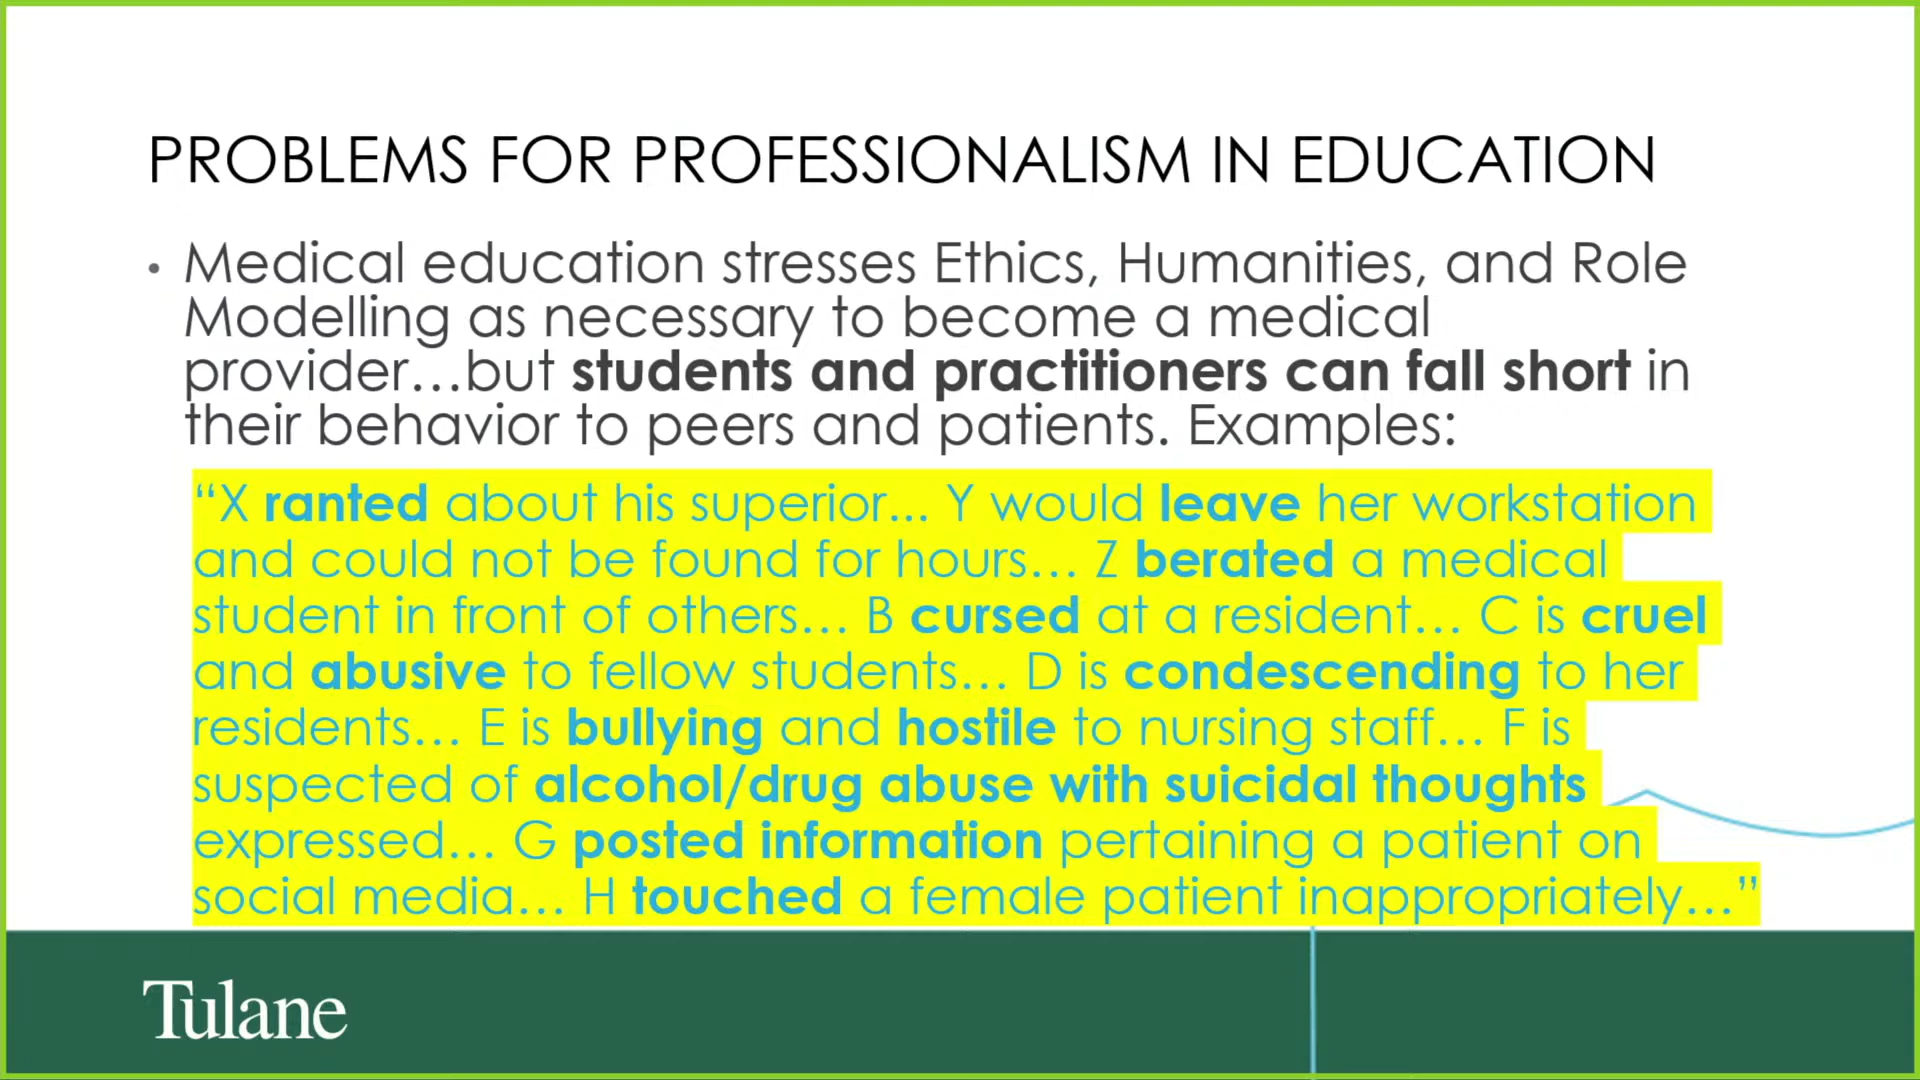 PROBLEMS FOR PROFESSIONALISM IN EDUCATION
• Medical education stresses Ethics, Humanities, and Role
Modelling as necessary to become a medical
provider…but students and practitioners can fall short in
their behavior to peers and patients. Examples:
“X ranted about his superior... Y would leave her workstation
and could not be found for hours… Z berated a medical
student in front of others… B cursed at a resident… C is cruel
and abusive to fellow students… D is condescending to her
residents… E is bullying and hostile to nursing staff… F is
suspected of alcohol/drug abuse with suicidal thoughts
expressed… G posted information pertaining a patient on
social media… H touched a female patient inappropriately…”
Tulane